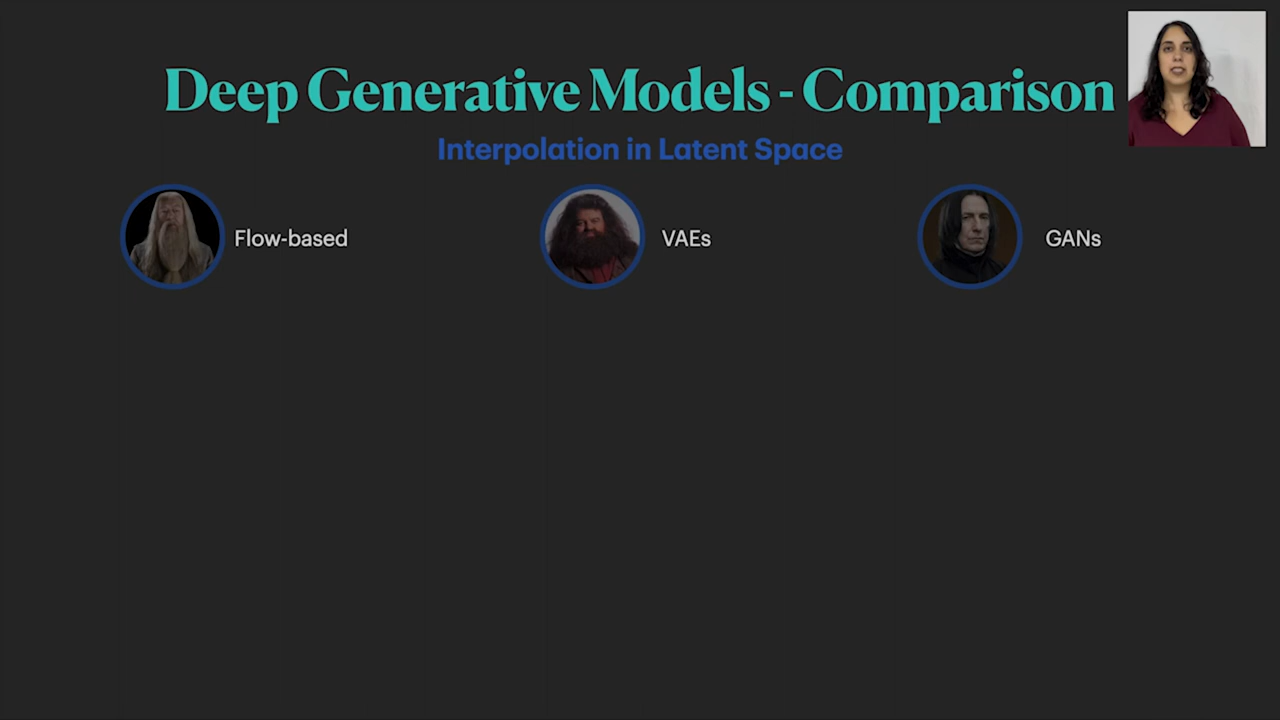 Deep Generative Models - Comparison
Interpolation in Latent Space
Flow-based
VAEs
GANs